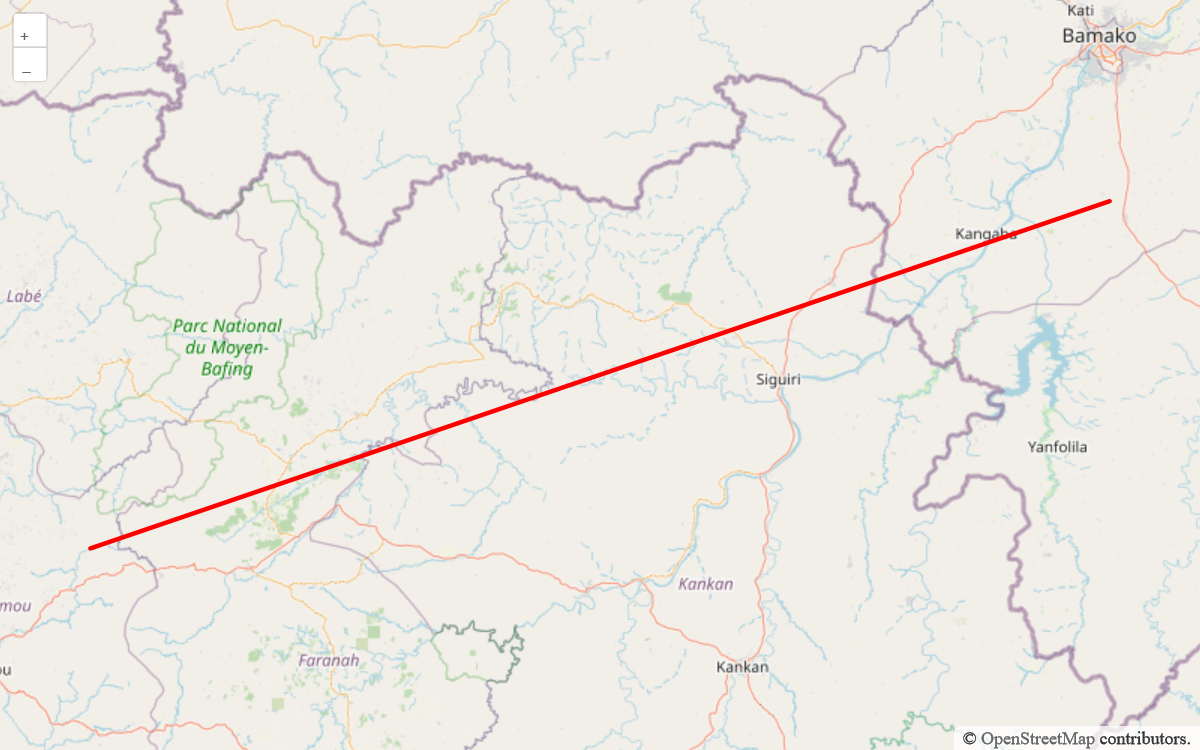 +
–
Kati
Bamako
Kangaba
Labé
Parc National
du Moyen-
Bafing
Siguiri
Yanfolila
Kankan
mou
Faranah
Kankan
ou
© OpenStreetMap contributors.